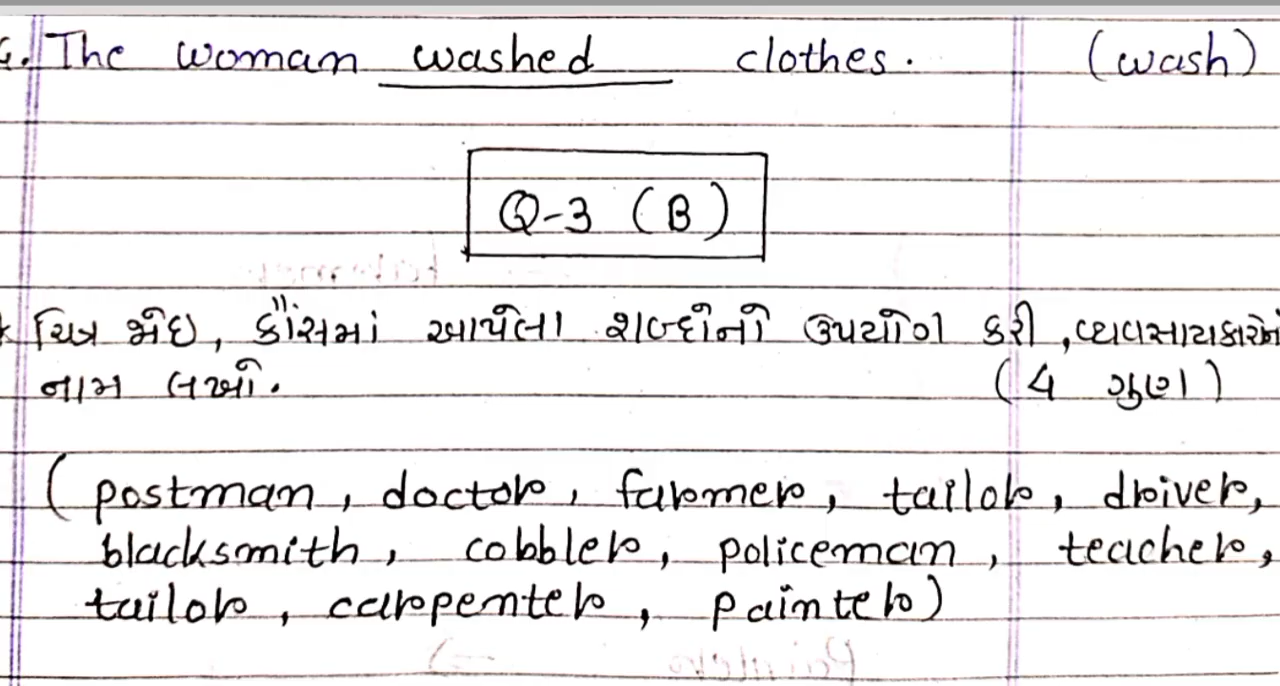 4. The woman washed clothes. (wash)
Q-3 (B)
* ચિત્ર જોઇ, કૌંસમાં આપેલા શબ્દોનો ઉપયોગ કરી, વ્યવસાયકારોનાં
નામ લખો. (4 ગુણ)
(postman, doctor, farmer, tailor, driver,
blacksmith, cobbler, policeman, teacher,
tailor, carpenter, painter)